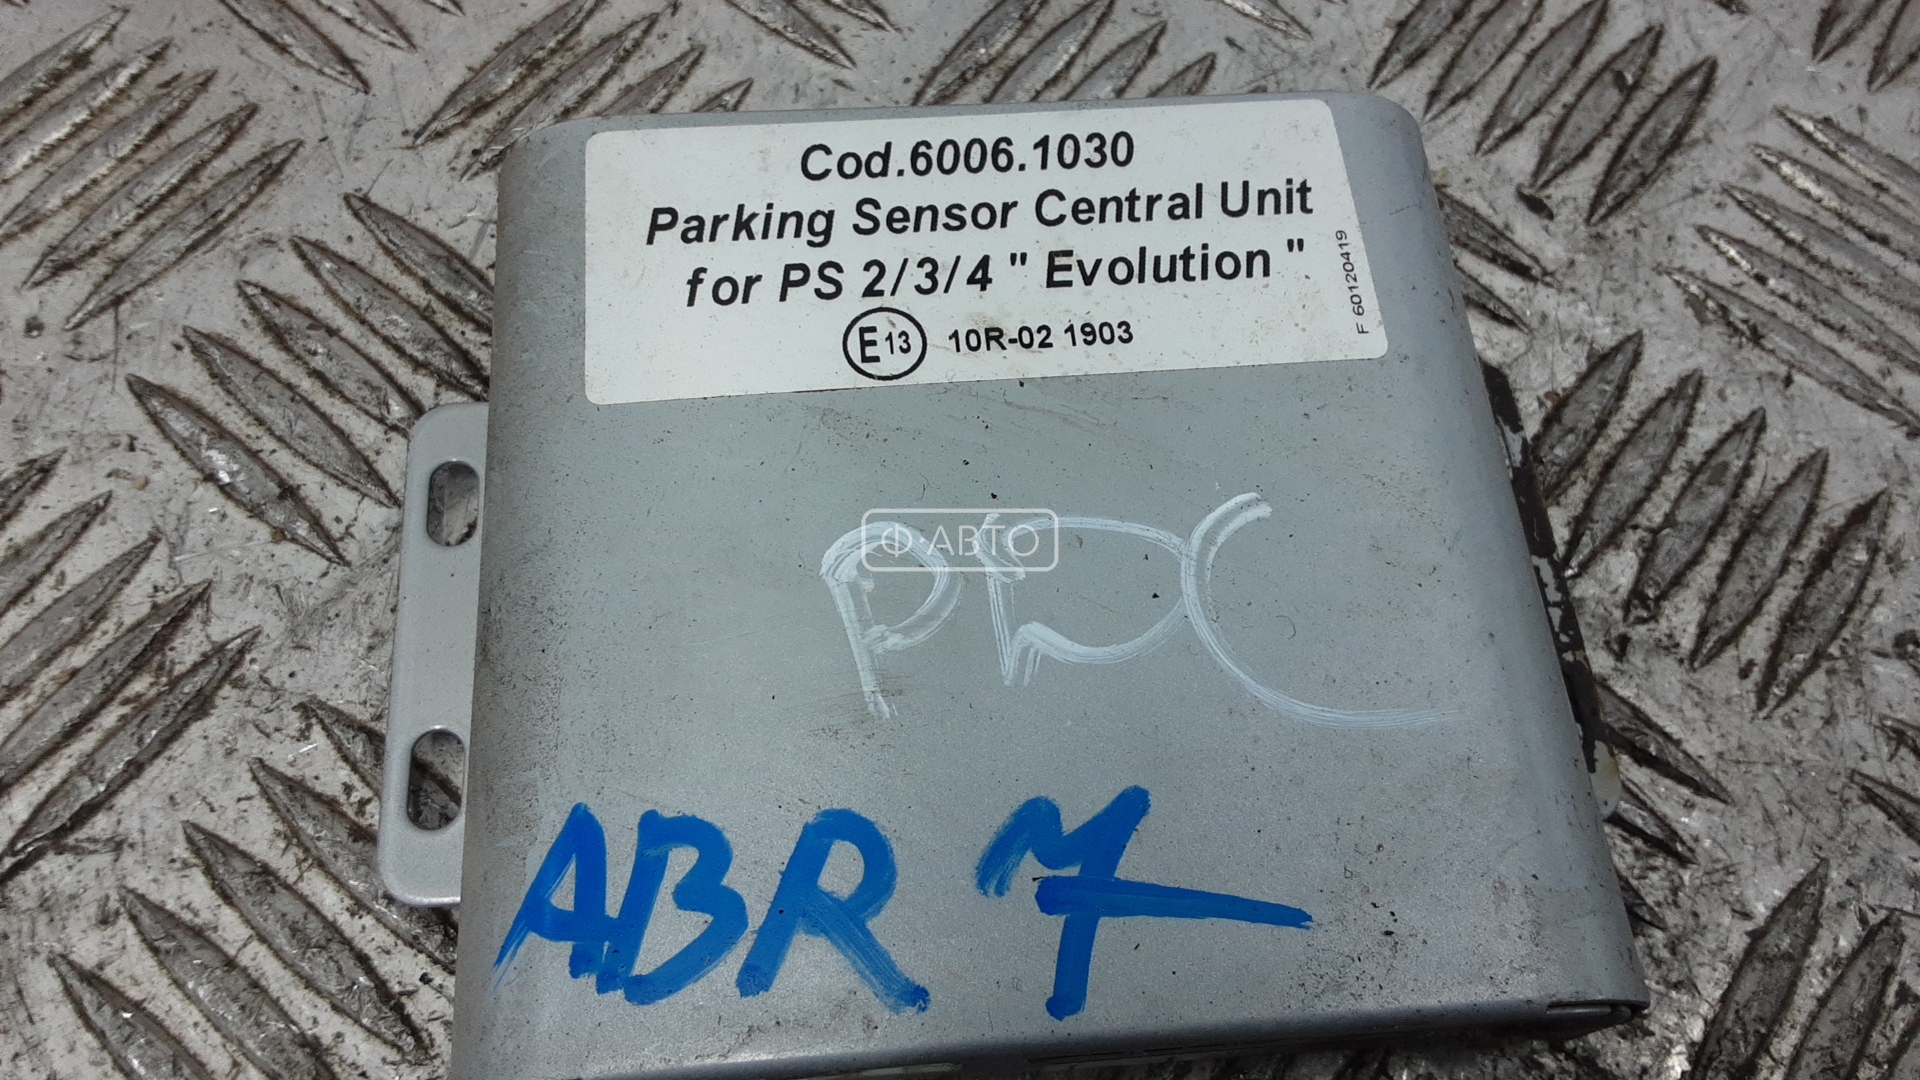 Cod.6006.1030
Parking Sensor Central Unit
for PS 2/3/4 " Evolution "
E13 10R-02 1903
F 60120419
Ф·АВТО
PDC
ABR 7